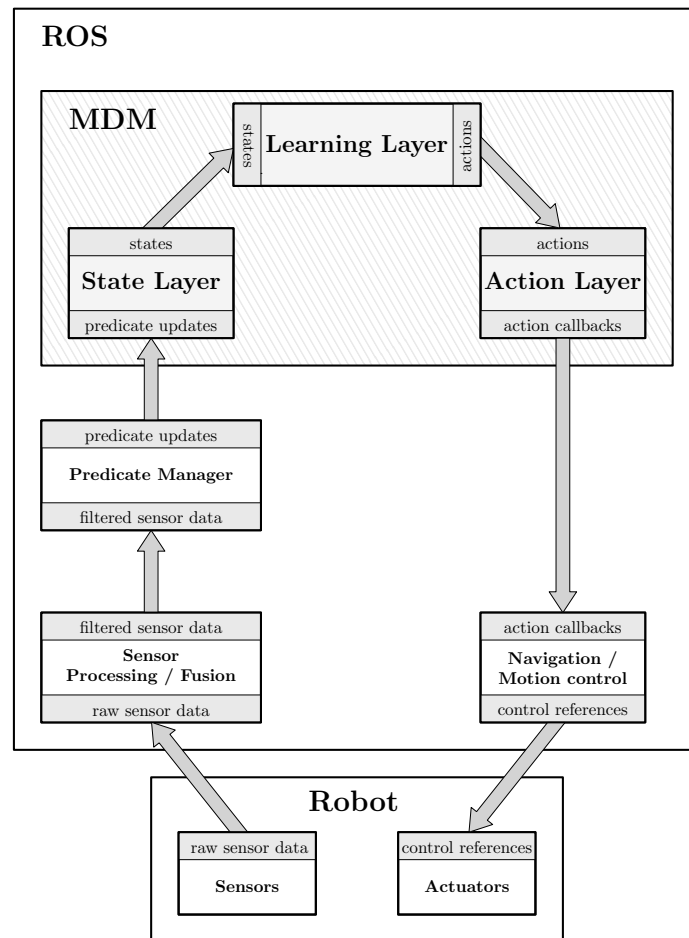 ROS
MDM
states
Learning Layer
actions
states
State Layer
predicate updates
actions
Action Layer
action callbacks
predicate updates
Predicate Manager
filtered sensor data
filtered sensor data
Sensor
Processing / Fusion
raw sensor data
action callbacks
Navigation /
Motion control
control references
Robot
raw sensor data
Sensors
control references
Actuators